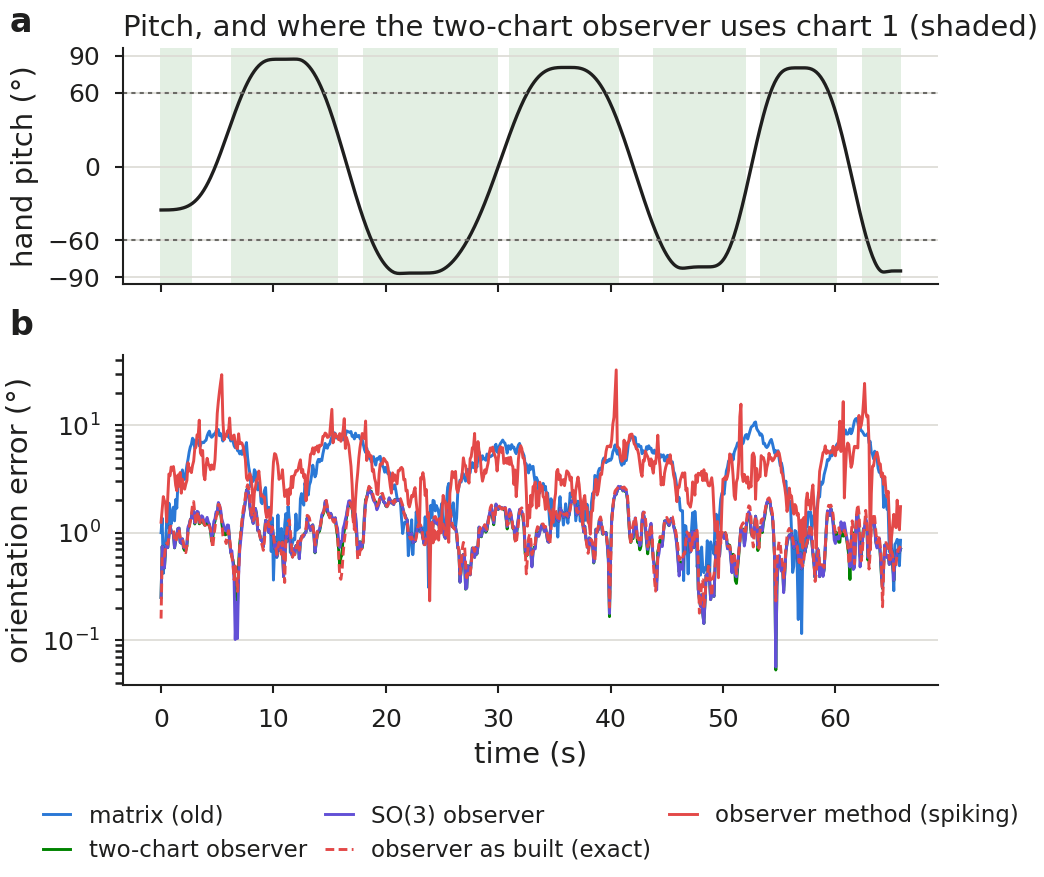 a
Pitch, and where the two-chart observer uses chart 1 (shaded)
hand pitch (°)
90
60
0
−60
−90
b
orientation error (°)
10¹
10⁰
10⁻¹
0 10 20 30 40 50 60
time (s)
matrix (old) SO(3) observer observer method (spiking)
two-chart observer observer as built (exact)